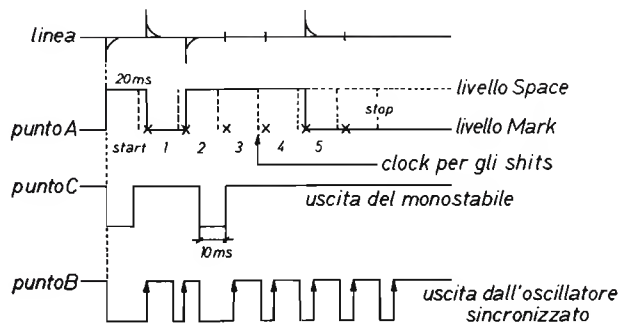 linea
20ms
livello Space
stop
punto A
livello Mark
start 1 2 3 4 5
clock per gli shits
punto C
uscita del monostabile
10ms
punto B
uscita dall'oscillatore
sincronizzato